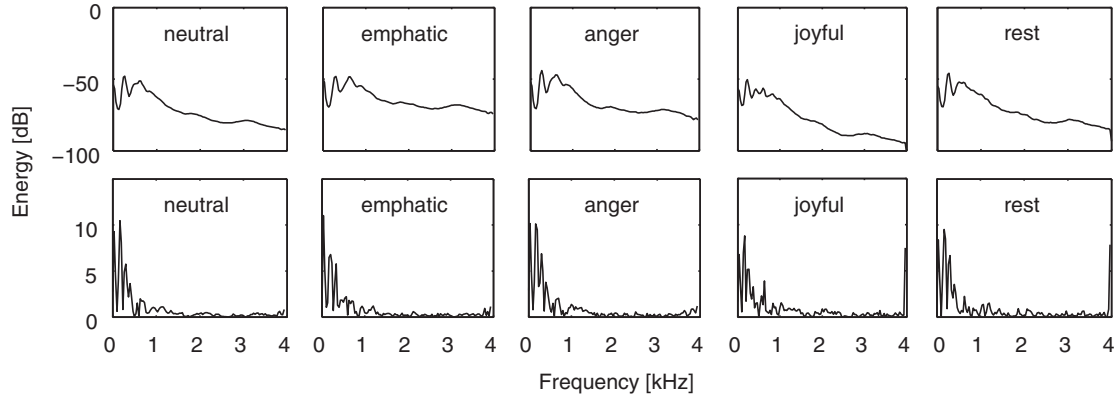 neutral emphatic anger joyful rest
0
−50
−100
Energy [dB]
neutral emphatic anger joyful rest
10
5
0
0 1 2 3 4 0 1 2 3 4 0 1 2 3 4 0 1 2 3 4 0 1 2 3 4
Frequency [kHz]